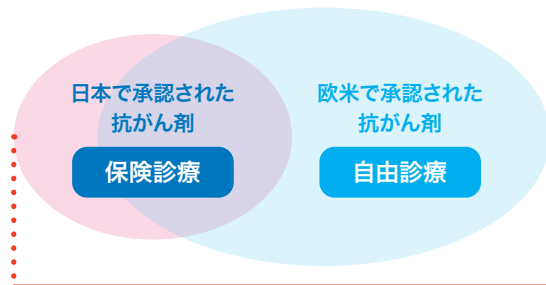 日本で承認された
抗がん剤
保険診療
欧米で承認された
抗がん剤
自由診療